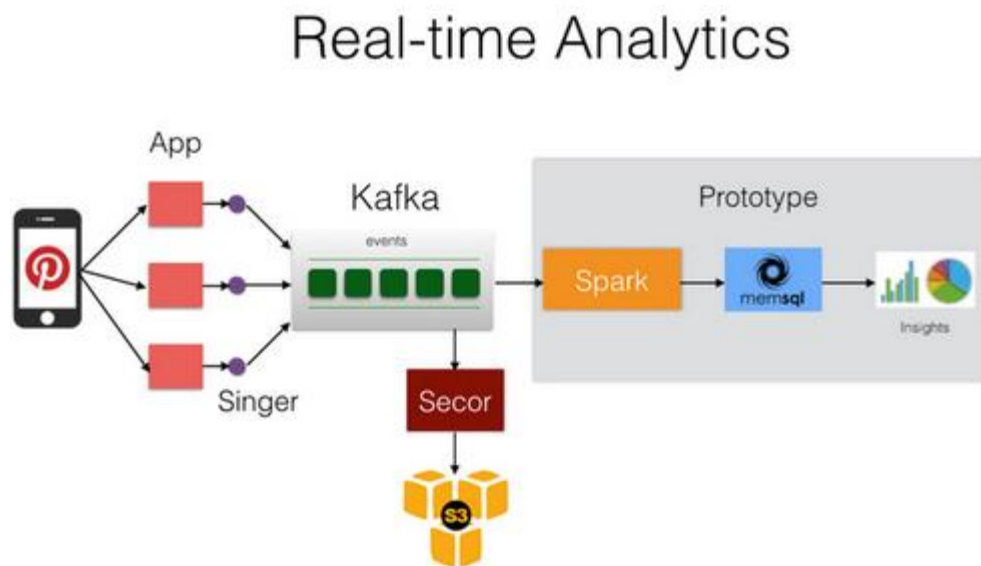 Real-time Analytics
App
Kafka
events
Singer
Secor
S3
Prototype
Spark
memsql
Insights